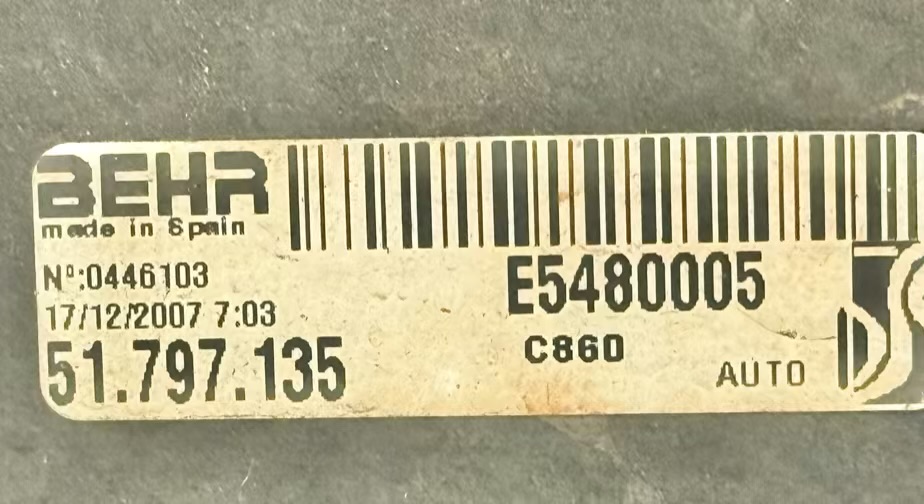 BEHR
made in Spain
Nº:0446103
17/12/2007 7:03
51.797.135
E5480005
C860
AUTO